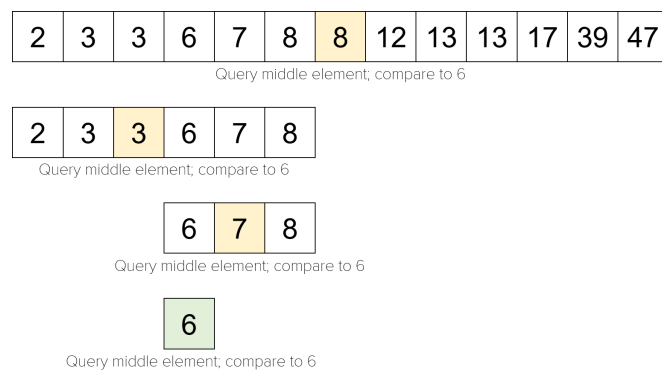 2 3 3 6 7 8 8 12 13 13 17 39 47
Query middle element; compare to 6
2 3 3 6 7 8
Query middle element; compare to 6
6 7 8
Query middle element; compare to 6
6
Query middle element; compare to 6